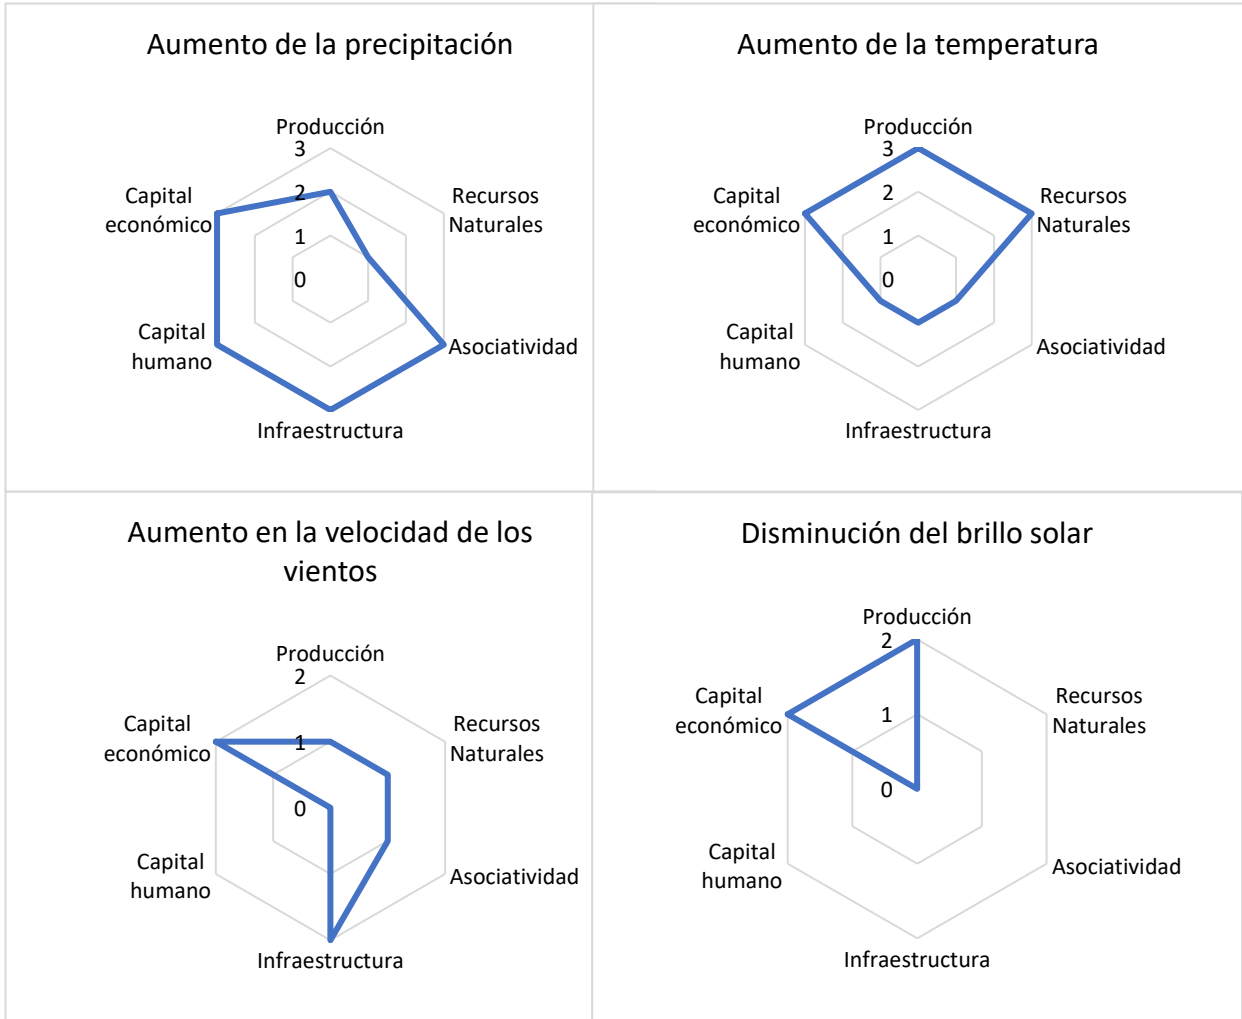 Aumento de la precipitación
Producción
3
2
1
0
Capital
económico
Recursos
Naturales
Capital
humano
Asociatividad
Infraestructura
Aumento de la temperatura
Producción
3
2
1
0
Capital
económico
Recursos
Naturales
Capital
humano
Asociatividad
Infraestructura
Aumento en la velocidad de los
vientos
Producción
2
1
0
Capital
económico
Recursos
Naturales
Capital
humano
Asociatividad
Infraestructura
Disminución del brillo solar
Producción
2
1
0
Capital
económico
Recursos
Naturales
Capital
humano
Asociatividad
Infraestructura